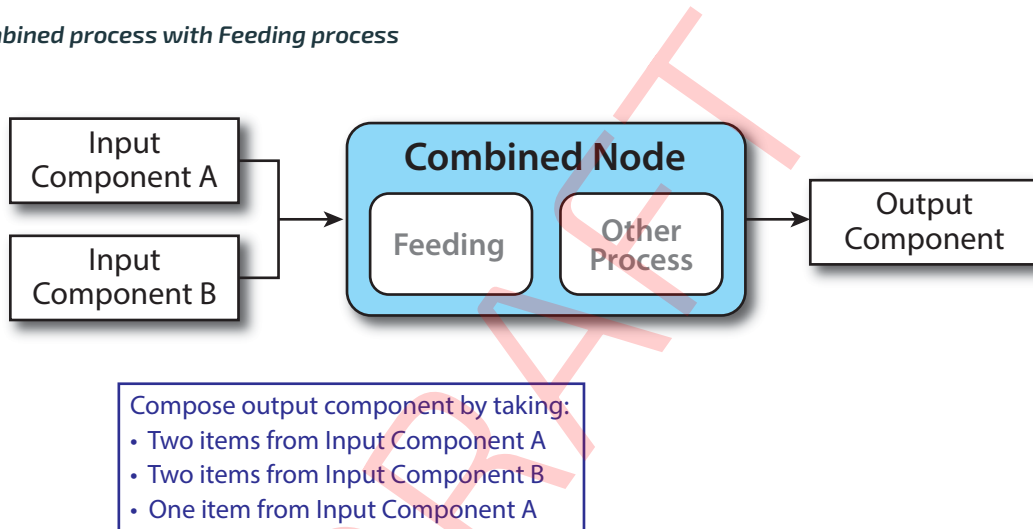 process with Feeding process
Input
Component A
Input
Component B
Combined Node
Feeding
Other
Process
Output
Component
Compose output component by taking:
• Two items from Input Component A
• Two items from Input Component B
• One item from Input Component A
DRAFT